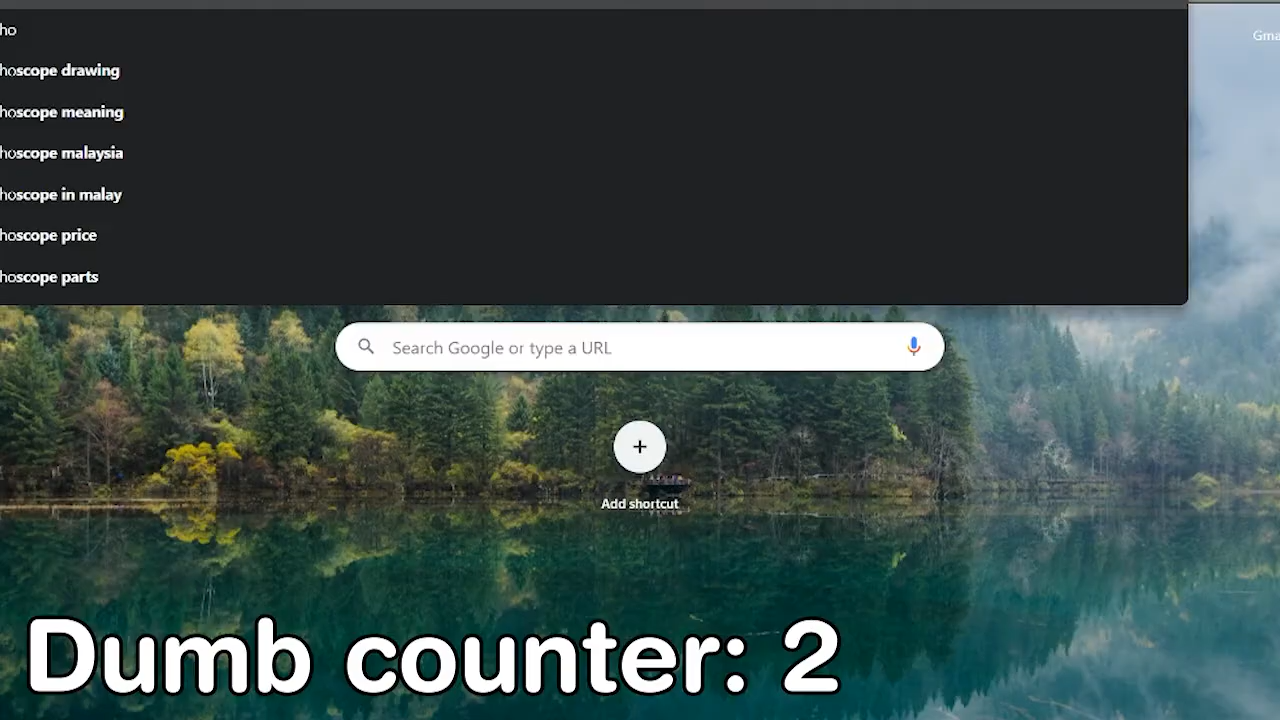 ho
hoscope drawing
hoscope meaning
hoscope malaysia
hoscope in malay
hoscope price
hoscope parts
Gma
Search Google or type a URL
Add shortcut
Dumb counter: 2